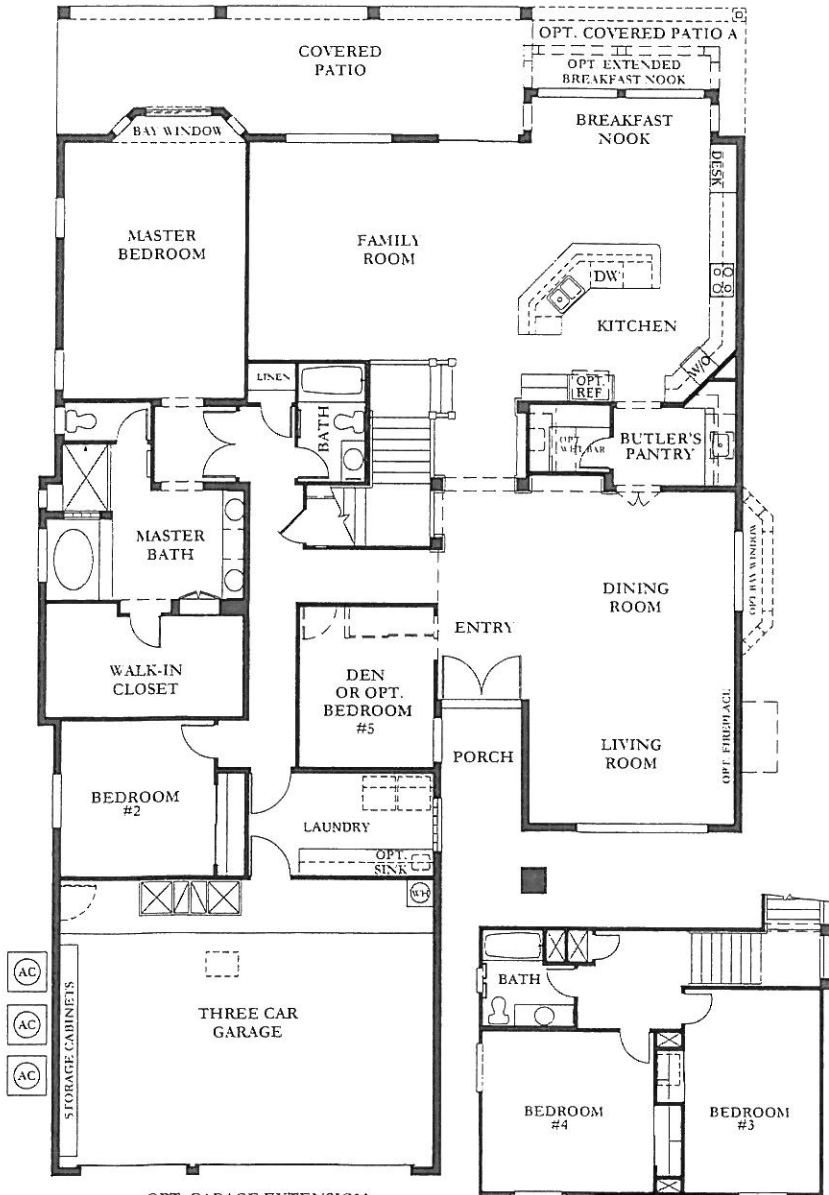 OPT. COVERED PATIO A
COVERED
PATIO
OPT. EXTENDED
BREAKFAST NOOK
BAY WINDOW
BREAKFAST
NOOK
DESK
MASTER
BEDROOM
FAMILY
ROOM
DW
KITCHEN
W/O
LINEN
OPT.
REF
BATH
OPT.
WET BAR
BUTLER'S
PANTRY
MASTER
BATH
OPT BAY WINDOW
DINING
ROOM
ENTRY
WALK-IN
CLOSET
DEN
OR OPT.
BEDROOM
#5
OPT. FIREPLACE
PORCH
LIVING
ROOM
BEDROOM
#2
LAUNDRY
OPT.
SINK
WH
AC
AC
AC
STORAGE CABINETS
THREE CAR
GARAGE
BATH
BEDROOM
#4
BEDROOM
#3
OPT. GARAGE EXTENSION